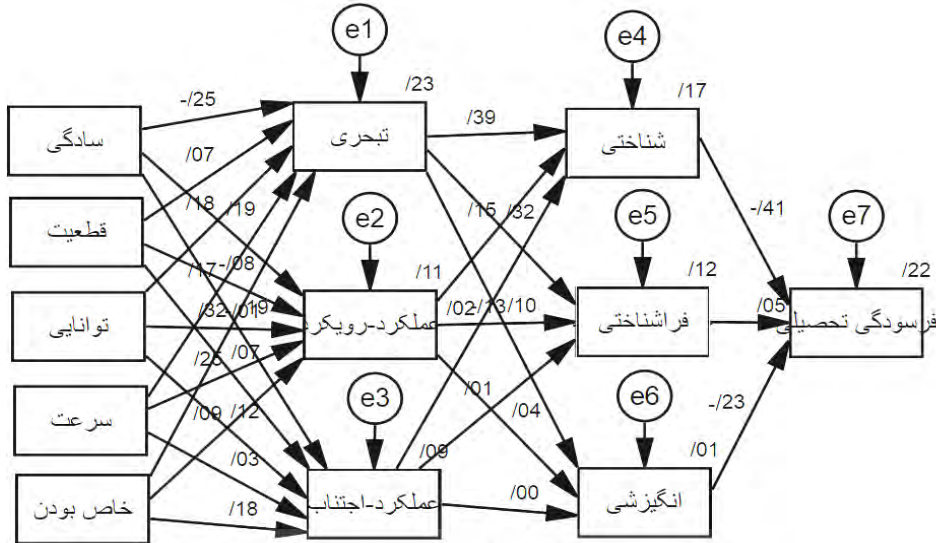 e1
e4
/23
/17
-/25
/39
سادگی
تبحری
شناختی
/07
/18
/19
/15
/32
-/41
قطعیت
e2
e5
e7
/17
-/08
/11
/12
/22
توانایی
/32
-/01
/19
عملکرد-رویکرد
/02
-/13
/10
فراشناختی
/05
فرسودگی تحصیلی
/25
/07
/01
/04
-/23
سرعت
/09
/12
e3
e6
/03
/09
/01
خاص بودن
/18
عملکرد-اجتناب
/00
انگیزشی